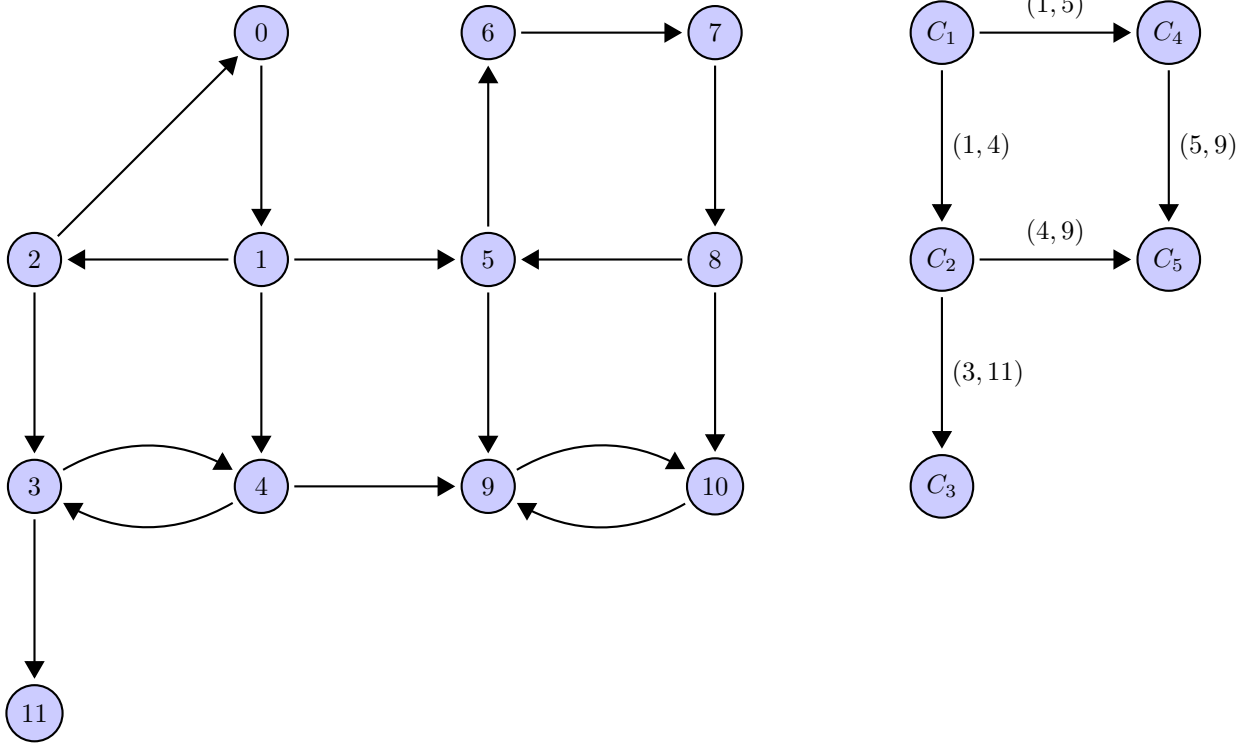 0 6 7 C₁ (1, 5) C₄
(1, 4) (5, 9)
2 1 5 8 C₂ (4, 9) C₅
(3, 11)
3 4 9 10 C₃
11